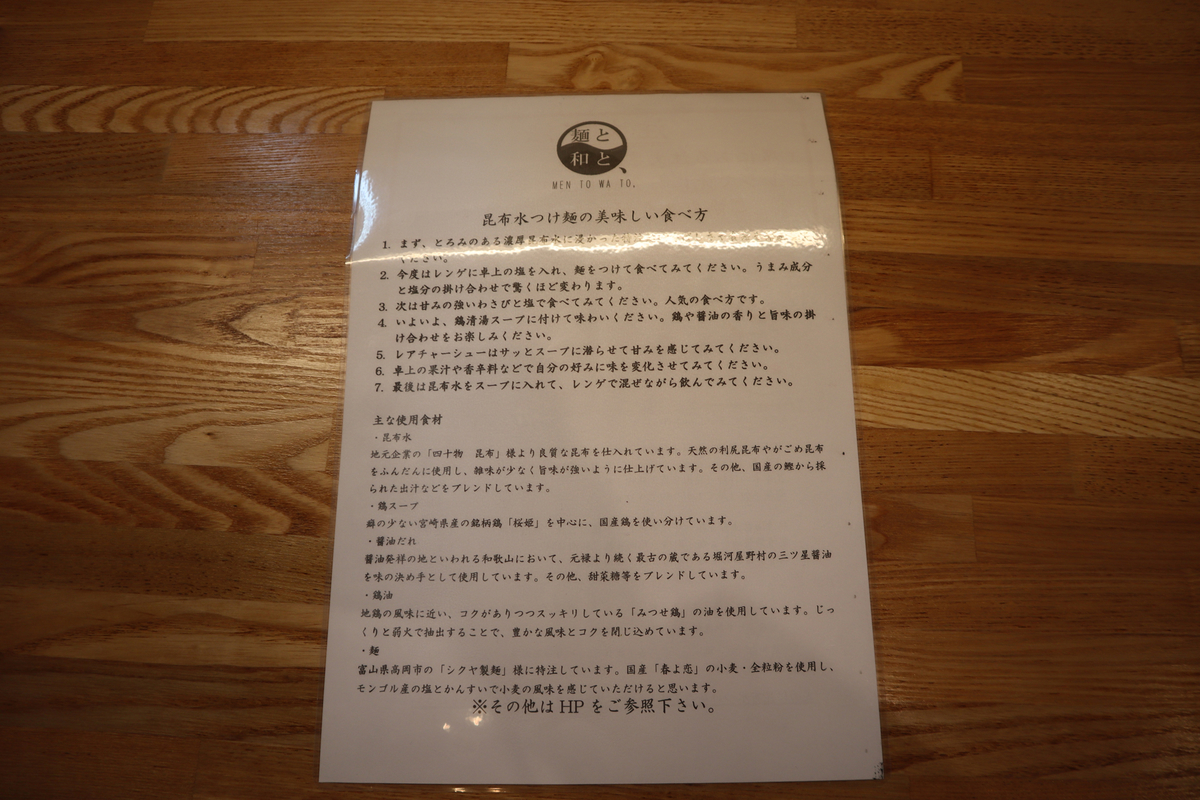 麺と
和と、
MEN TO WA TO.
昆布水つけ麺の美味しい食べ方
1. まず、とろみのある濃厚昆布水に浸かった
ください。
2. 今度はレンゲに卓上の塩を入れ、麺をつけて食べてみてください。うまみ成分
と塩分の掛け合わせで驚くほど変わります。
3. 次は甘みの強いわさびと塩で食べてみてください。人気の食べ方です。
4. いよいよ、鶏清湯スープに付けて味わいください。鶏や醤油の香りと旨味の掛
け合わせをお楽しみください。
5. レアチャーシューはサッとスープに潜らせて甘みを感じてみてください。
6. 卓上の果汁や香辛料などで自分の好みに味を変化させてみてください。
7. 最後は昆布水をスープに入れて、レンゲで混ぜながら飲んでみてください。
主な使用食材
・昆布水
地元企業の「四十物 昆布」様より良質な昆布を仕入れています。天然の利尻昆布やがごめ昆布
をふんだんに使用し、雑味が少なく旨味が強いように仕上げています。その他、国産の鰹から採
られた出汁などをブレンドしています。
・鶏スープ
癖の少ない宮崎県産の銘柄鶏「桜姫」を中心に、国産鶏を使い分けています。
・醤油だれ
醤油発祥の地といわれる和歌山において、元禄より続く最古の蔵である堀河屋野村の三ツ星醤油
を味の決め手として使用しています。その他、甜菜糖等をブレンドしています。
・鶏油
地鶏の風味に近い、コクがありつつスッキリしている「みつせ鶏」の油を使用しています。じっ
くりと弱火で抽出することで、豊かな風味とコクを閉じ込めています。
・麺
富山県高岡市の「シクヤ製麺」様に特注しています。国産「春よ恋」の小麦・全粒粉を使用し、
モンゴル産の塩とかんすいで小麦の風味を感じていただけると思います。
※その他は HP をご参照下さい。